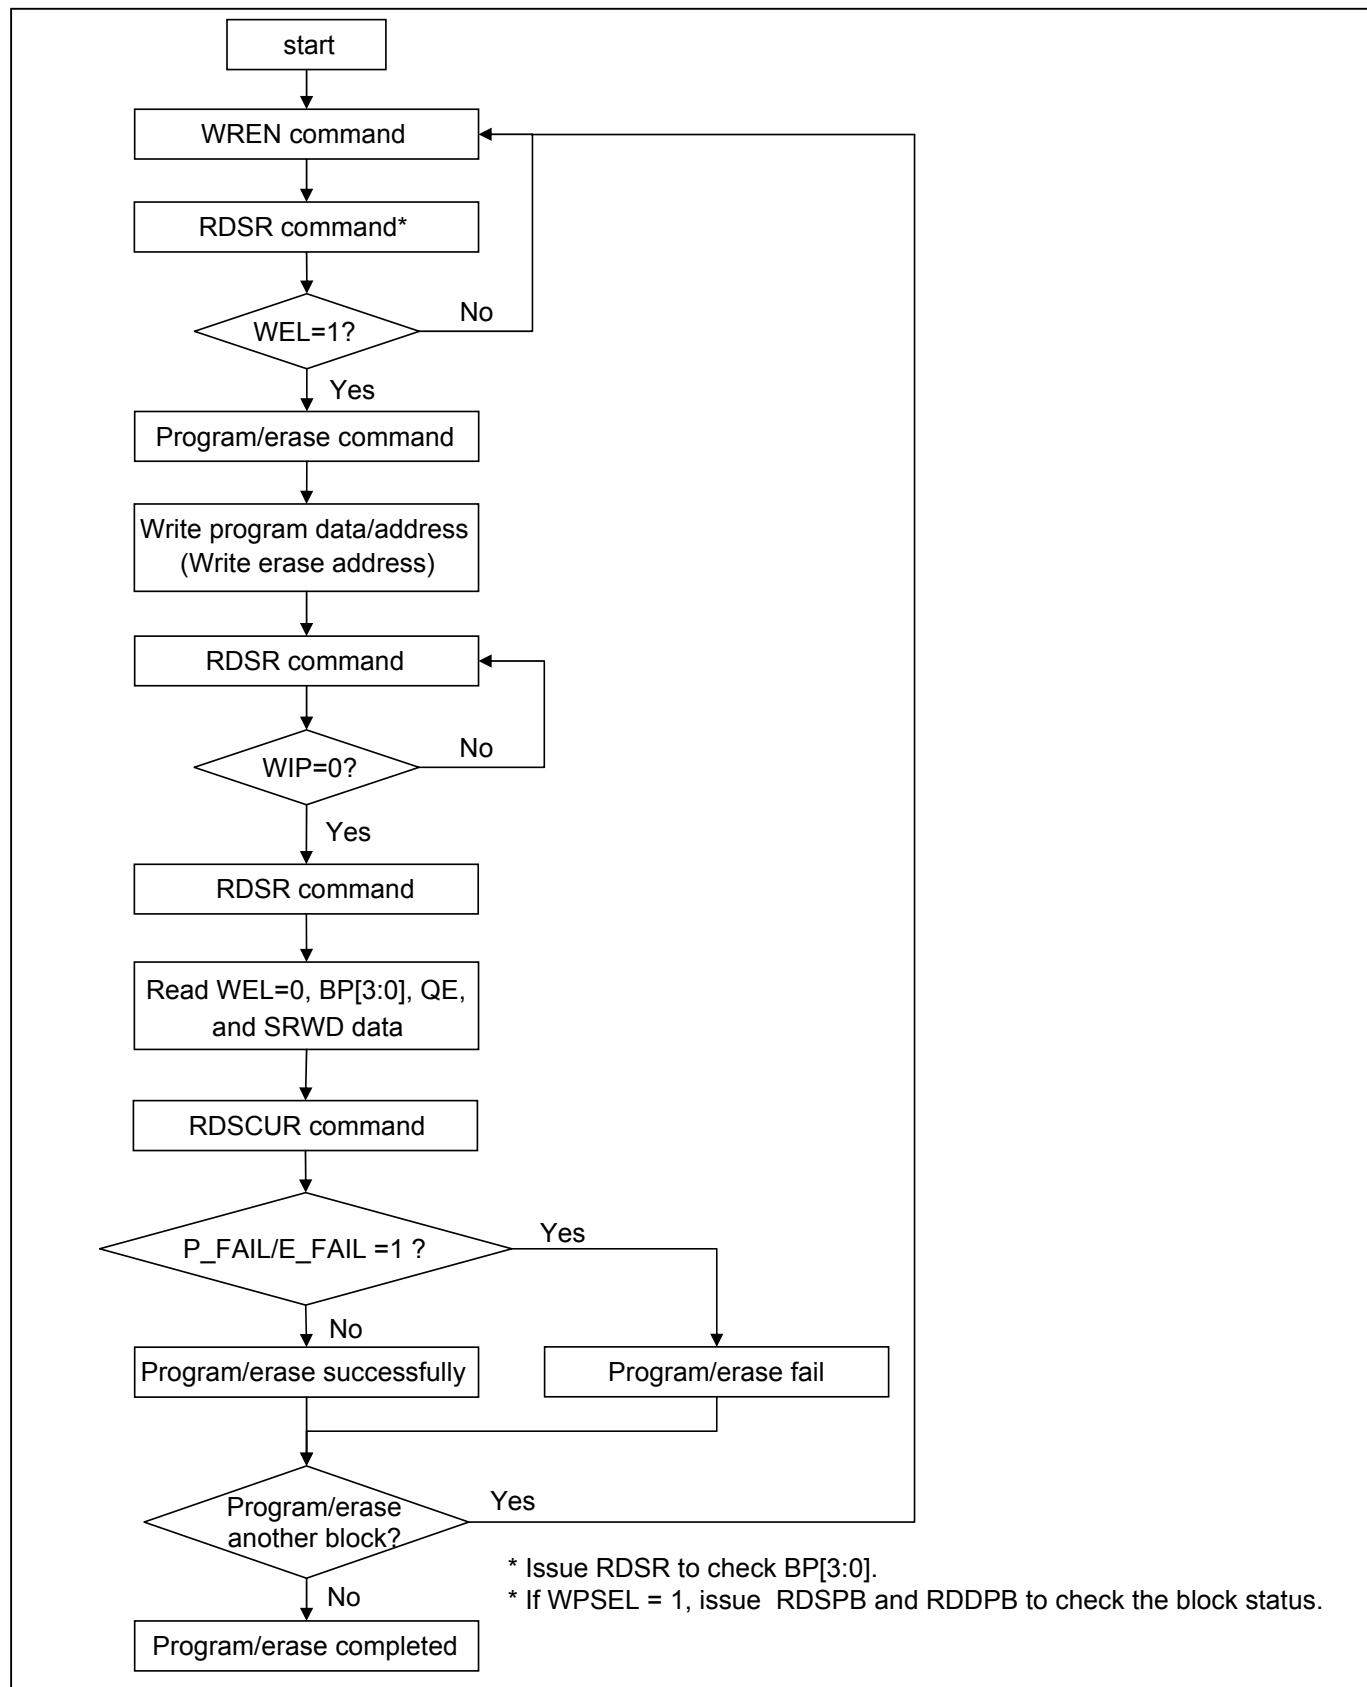 start
WREN command
RDSR command*
WEL=1?
No
Yes
Program/erase command
Write program data/address
(Write erase address)
RDSR command
WIP=0?
No
Yes
RDSR command
Read WEL=0, BP[3:0], QE,
and SRWD data
RDSCUR command
P_FAIL/E_FAIL =1 ?
Yes
No
Program/erase successfully
Program/erase fail
Program/erase
another block?
Yes
No
* Issue RDSR to check BP[3:0].
* If WPSEL = 1, issue  RDSPB and RDDPB to check the block status.
Program/erase completed